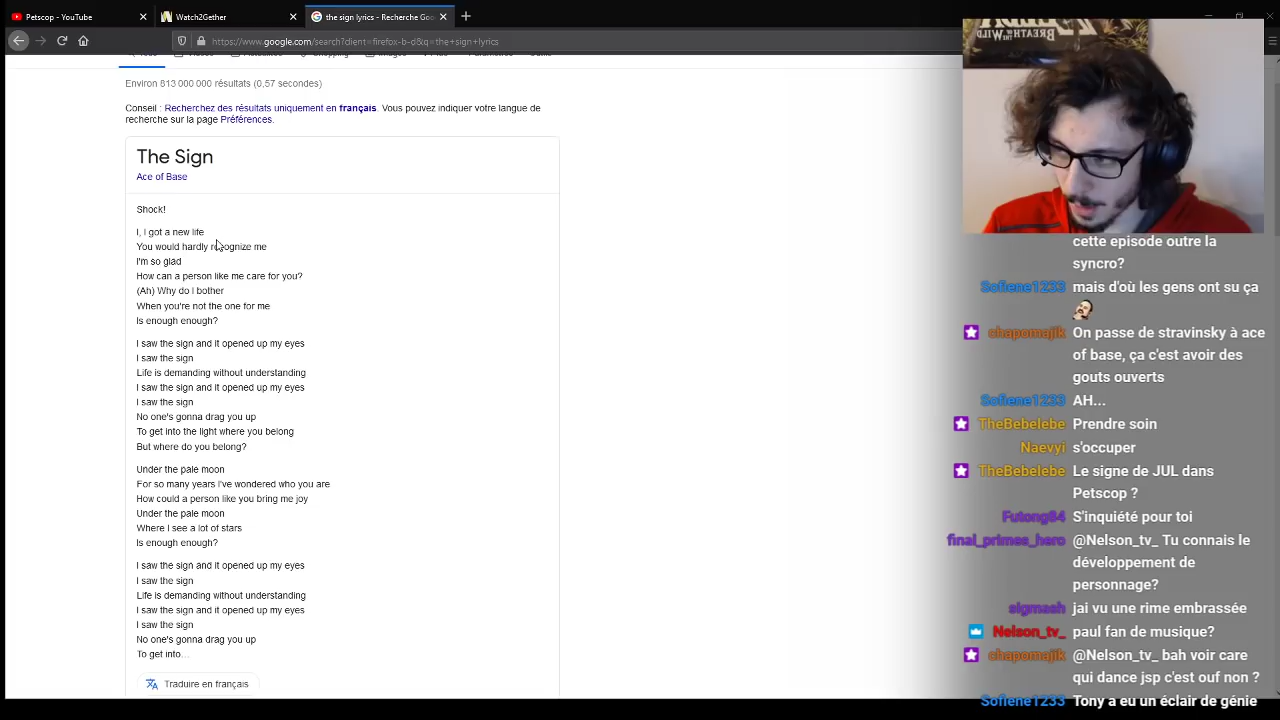 Petscop - YouTube
Watch2Gether
the sign lyrics - Recherche Goo
https://www.google.com/search?client=firefox-b-d&q=the+sign+lyrics
Environ 813 000 000 résultats (0,57 secondes)
Conseil : Recherchez des résultats uniquement en français. Vous pouvez indiquer votre langue de
recherche sur la page Préférences.
The Sign
Ace of Base
Shock!
I, I got a new life
You would hardly recognize me
I'm so glad
How can a person like me care for you?
(Ah) Why do I bother
When you're not the one for me
Is enough enough?
I saw the sign and it opened up my eyes
I saw the sign
Life is demanding without understanding
I saw the sign and it opened up my eyes
I saw the sign
No one's gonna drag you up
To get into the light where you belong
But where do you belong?
Under the pale moon
For so many years I've wondered who you are
How could a person like you bring me joy
Under the pale moon
Where I see a lot of stars
Is enough enough?
I saw the sign and it opened up my eyes
I saw the sign
Life is demanding without understanding
I saw the sign and it opened up my eyes
I saw the sign
No one's gonna drag you up
To get into...
Traduire en français
BREATH OF THE WILD
cette episode outre la
syncro?
Sofiene1233 mais d'où les gens ont su ça
chapomajik On passe de stravinsky à ace
of base, ça c'est avoir des
gouts ouverts
Sofiene1233 AH...
TheBebelebe Prendre soin
Naevyi s'occuper
TheBebelebe Le signe de JUL dans
Petscop ?
Futong84 S'inquiété pour toi
final_primes_hero @Nelson_tv_ Tu connais le
développement de
personnage?
sigmash jai vu une rime embrassée
Nelson_tv_ paul fan de musique?
chapomajik @Nelson_tv_ bah voir care
qui dance jsp c'est ouf non ?
Sofiene1233 Tony a eu un éclair de génie